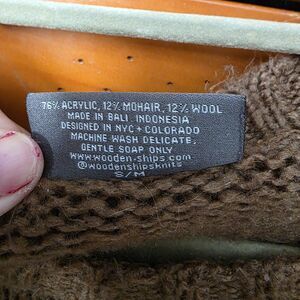 76% ACRYLIC, 12% MOHAIR, 12% WOOL
MADE IN BALI, INDONESIA
DESIGNED IN NYC + COLORADO
MACHINE WASH DELICATE,
GENTLE SOAP ONLY
www.wooden-ships.com
@woodenshipsknits
S/M